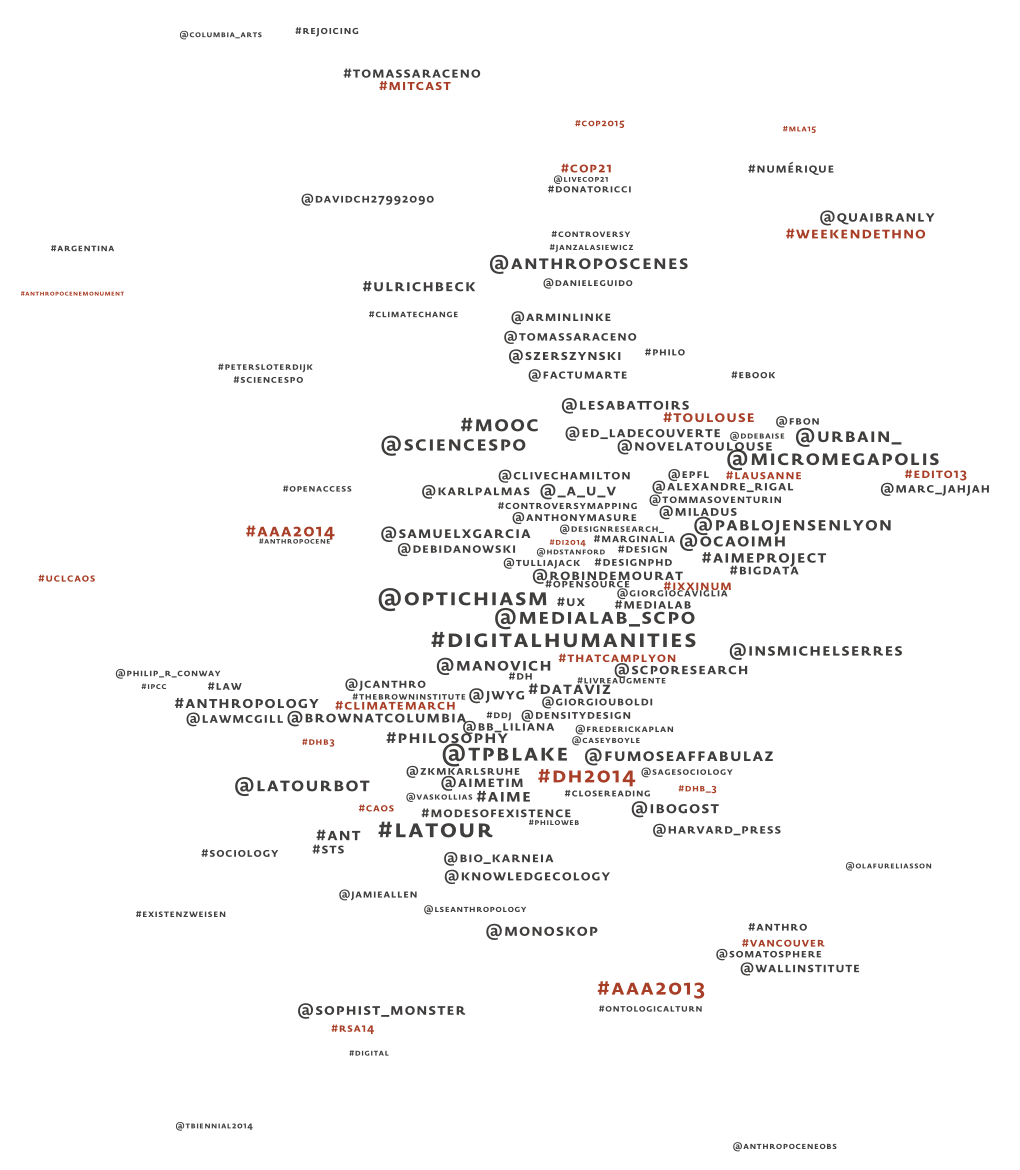 #REJOICING
@COLUMBIA_ARTS
#TOMASSARACENO
#MITCAST
#COP2015
#MLA15
#COP21
#NUMÉRIQUE
@LIVECOP21
#DONATORICCI
@DAVIDCH27992090
@QUAIBRANLY
#CONTROVERSY
#WEEKENDETHNO
#ARGENTINA
#JANZALASIEWICZ
@ANTHROPOSCENES
@DANIELEGUIDO
#ULRICHBECK
#ANTHROPOCENEMONUMENT
#CLIMATECHANGE
@ARMINLINKE
@TOMASSARACENO
@SZERSZYNSKI
#PHILO
#PETERSLOTERDIJK
#SCIENCESPO
@FACTUMARTE
#EBOOK
@LESABATTOIRS
#TOULOUSE
@FBON
#MOOC
@ED_LADECOUVERTE
@DDEBAISE
@URBAIN_
@SCIENCESPO
@NOVELATOULOUSE
@MICROMEGAPOLIS
@CLIVECHAMILTON
@EPFL
#LAUSANNE
#EDITO13
#OPENACCESS
@KARLPALMAS
@_A_U_V
@ALEXANDRE_RIGAL
@MARC_JAHJAH
@TOMMASOVENTURIN
#CONTROVERSYMAPPING
@MILADUS
@ANTHONYMASURE
@PABLOJENSENLYON
#AAA2014
@SAMUELXGARCIA
@DESIGNRESEARCH_
#ANTHROPOCENE
#DI2014
#MARGINALIA
@OCAOIMH
@DEBIDANOWSKI
@HDSTANFORD
#DESIGN
#AIMEPROJECT
@TULLIAJACK
#DESIGNPHD
#BIGDATA
#UCLCAOS
@ROBINDEMOURAT
#OPENSOURCE
#IXXINUM
@GIORGIOCAVIGLIA
@OPTICHIASM
#UX
#MEDIALAB
@MEDIALAB_SCPO
#DIGITALHUMANITIES
@INSMICHELSERRES
#THATCAMPLYON
@MANOVICH
@SCPORESEARCH
@PHILIP_R_CONWAY
#DH
#LIVREAUGMENTE
#IPCC
#LAW
@JCANTHRO
#DATAVIZ
#THEBROWNINSTITUTE
@JWYG
#ANTHROPOLOGY
#CLIMATEMARCH
@GIORGIOUBOLDI
@LAWMCGILL
@BROWNATCOLUMBIA
#DDJ
@DENSITYDESIGN
@BB_LILIANA
@FREDERICKAPLAN
#DHB3
#PHILOSOPHY
@CASEYBOYLE
@TPBLAKE
@FUMOSEAFFABULAZ
@ZKMKARLSRUHE
#DH2014
@SAGESOCIOLOGY
@LATOURBOT
@AIMETIM
#DHB_3
@VASKOLLIAS
#AIME
#CLOSEREADING
#CAOS
@IBOGOST
#MODESOFEXISTENCE
#PHILOWEB
#ANT
#LATOUR
@HARVARD_PRESS
#SOCIOLOGY
#STS
@BIO_KARNEIA
@OLAFURELIASSON
@KNOWLEDGECOLOGY
@JAMIEALLEN
#EXISTENZWEISEN
@LSEANTHROPOLOGY
@MONOSKOP
#ANTHRO
#VANCOUVER
@SOMATOSPHERE
@WALLINSTITUTE
#AAA2013
@SOPHIST_MONSTER
#ONTOLOGICALTURN
#RSA14
#DIGITAL
@TBIENNIAL2014
@ANTHROPOCENEOBS